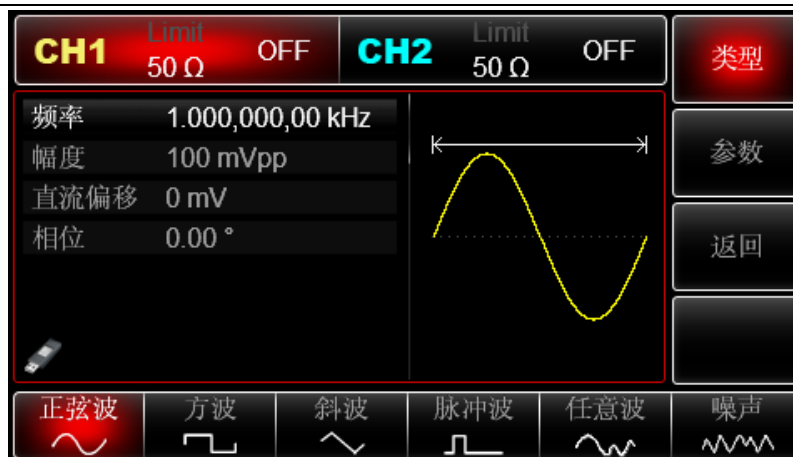 CH1 Limit 50 Ω OFF
CH2 Limit 50 Ω OFF
类型
频率 1.000,000,00 kHz
幅度 100 mVpp
直流偏移 0 mV
相位 0.00 °
参数
返回
正弦波
方波
斜波
脉冲波
任意波
噪声